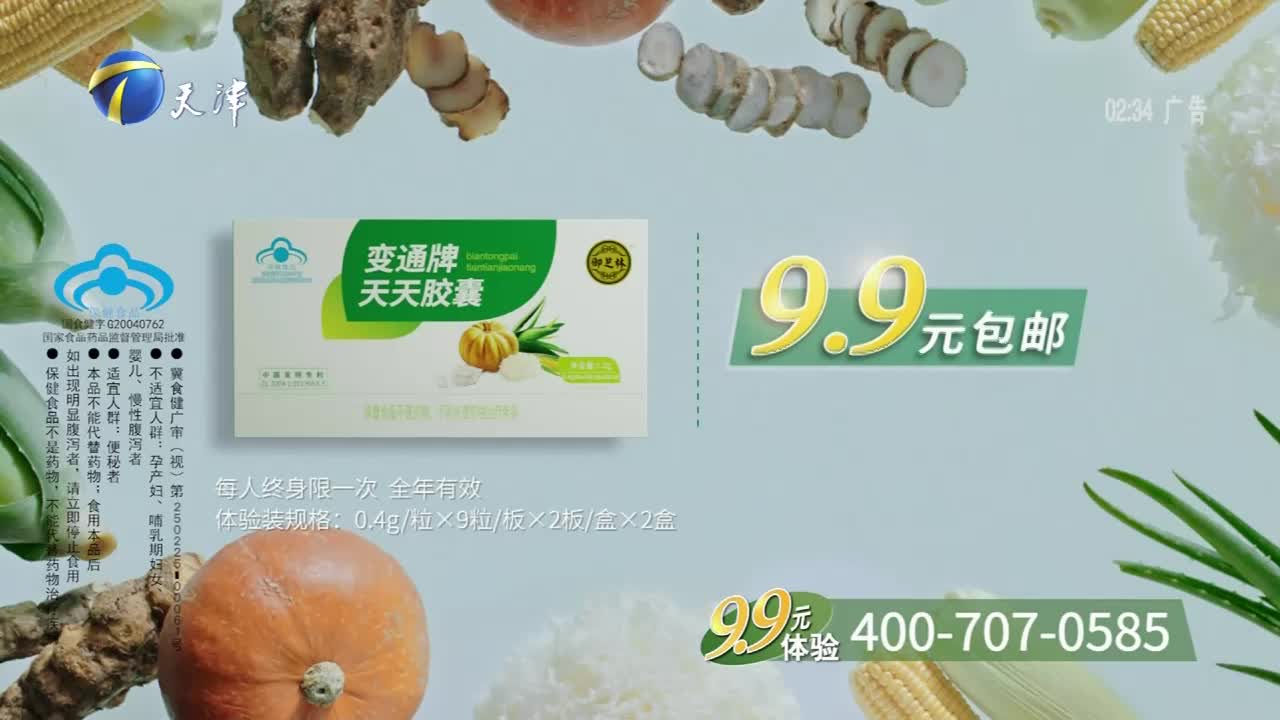 天津
02:34 广告
国食健字G20040762
国家食品药品监督管理局批准
●冀食健广审（视）第250225-00061号
●不适宜人群：孕产妇、哺乳期妇女、
婴儿、慢性腹泻者
●适宜人群：便秘者
●本品不能代替药物；食用本品后
如出现明显腹泻者，请立即停止食用
●保健食品不是药物，不能代替药物治
变通牌
天天胶囊
biantongpai
tiantianjiaonang
御芝林
中国发明专利
9.9元包邮
每人终身限一次 全年有效
体验装规格：0.4g/粒×9粒/板×2板/盒×2盒
9.9元
体验
400-707-0585